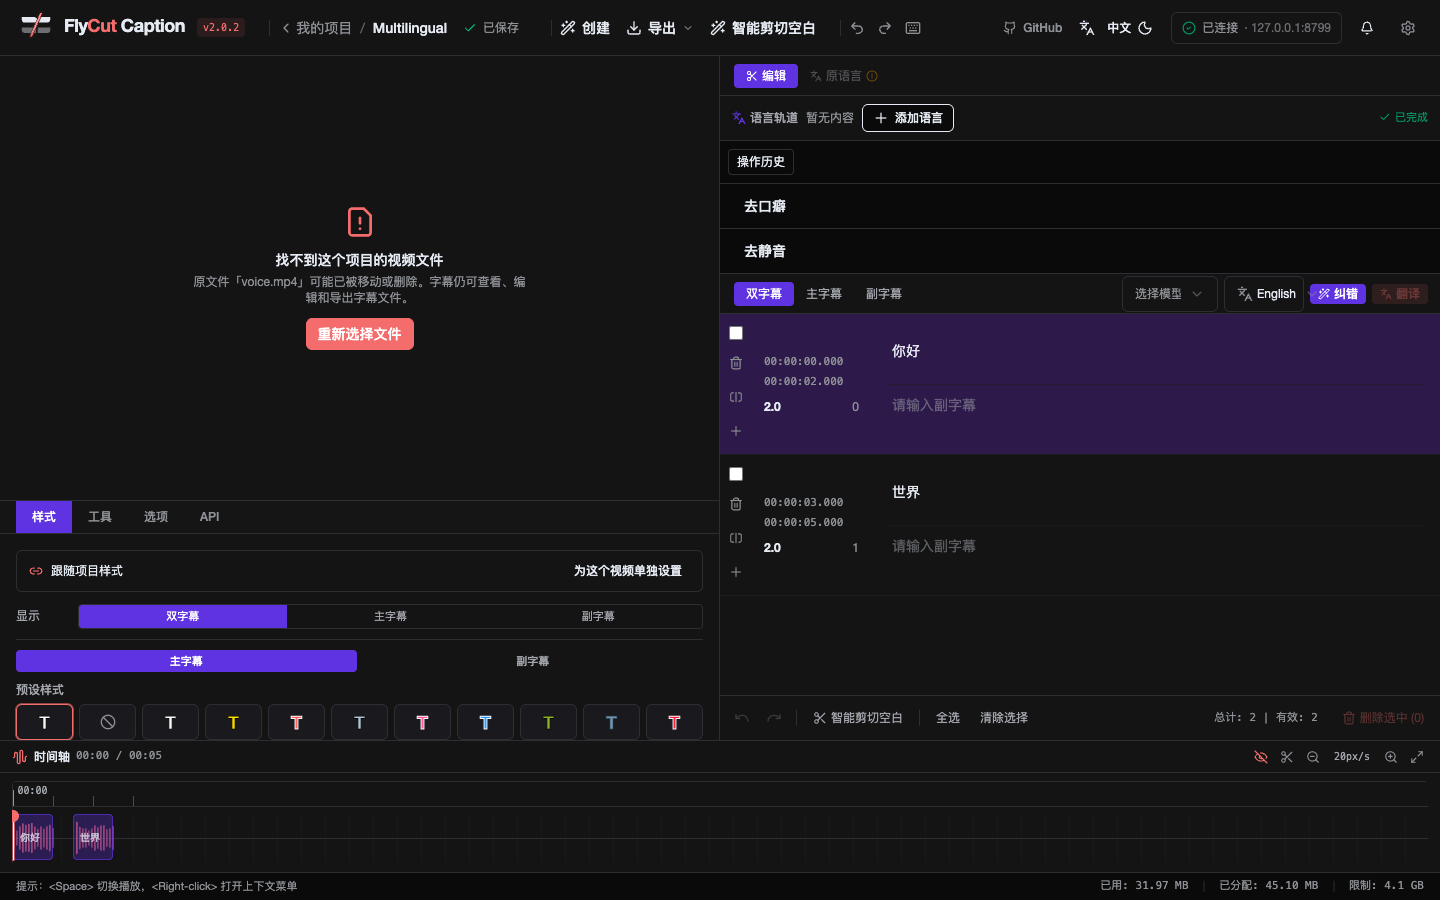 FlyCut Caption v2.0.2 我的项目 / Multilingual 已保存 创建 导出 智能剪切空白 GitHub 中文 已连接 · 127.0.0.1:8799
编辑 原语言
语言轨道 暂无内容 添加语言 已完成
操作历史
去口癖
去静音
找不到这个项目的视频文件
原文件「voice.mp4」可能已被移动或删除。字幕仍可查看、编
辑和导出字幕文件。
重新选择文件
双字幕 主字幕 副字幕 选择模型 English 纠错 翻译
00:00:00.000
00:00:02.000
2.0 0
你好
请输入副字幕
00:00:03.000
00:00:05.000
2.0 1
世界
请输入副字幕
样式 工具 选项 API
跟随项目样式 为这个视频单独设置
显示 双字幕 主字幕 副字幕
主字幕 副字幕
预设样式
T T T T T T T T T T
智能剪切空白 全选 清除选择 总计: 2 | 有效: 2 删除选中 (0)
时间轴 00:00 / 00:05 20px/s
00:00
你好 世界
提示: <Space> 切换播放, <Right-click> 打开上下文菜单 已用: 31.97 MB 已分配: 45.10 MB 限制: 4.1 GB